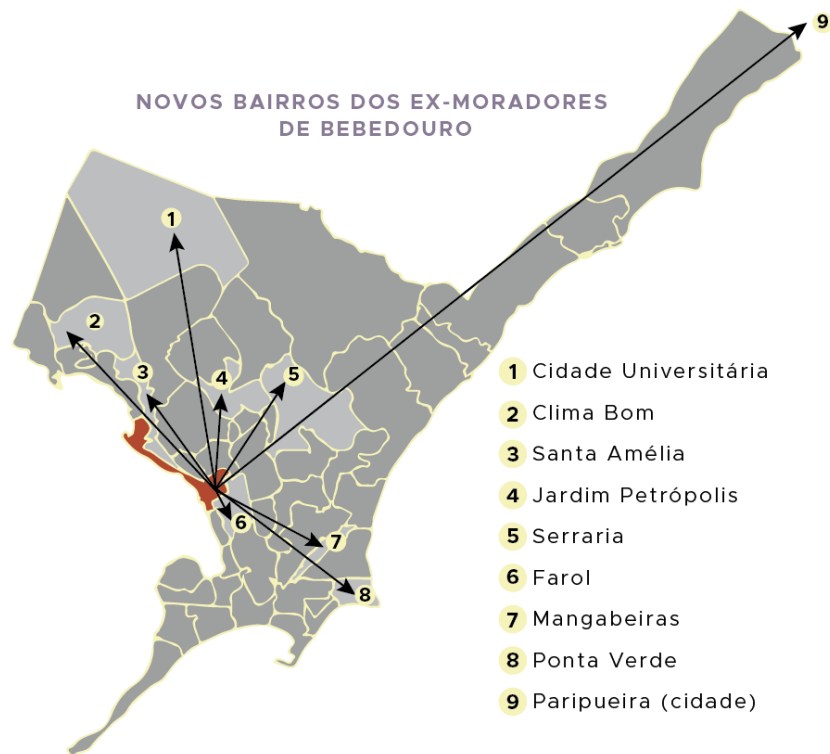 9
NOVOS BAIRROS DOS EX-MORADORES
DE BEBEDOURO
1
2
3
4
5
6
7
8
1 Cidade Universitária
2 Clima Bom
3 Santa Amélia
4 Jardim Petrópolis
5 Serraria
6 Farol
7 Mangabeiras
8 Ponta Verde
9 Paripueira (cidade)